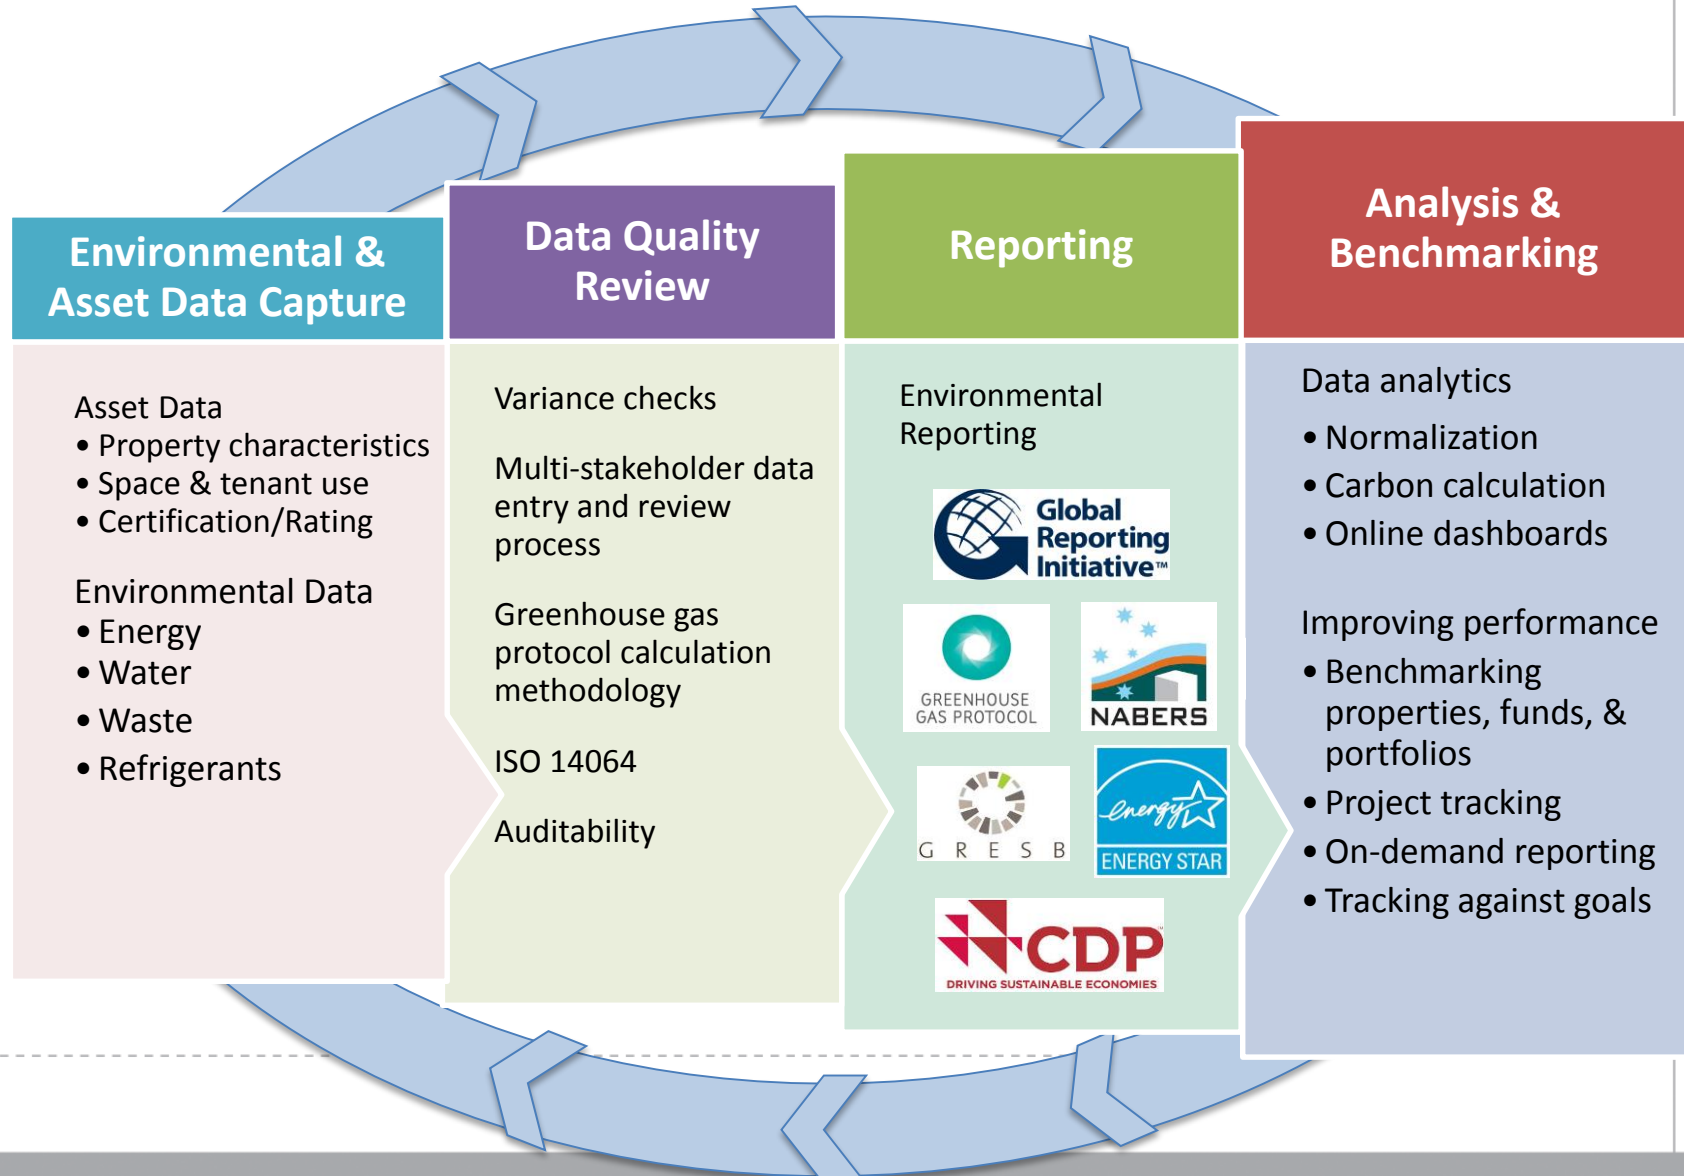 Environmental &
Asset Data Capture
Asset Data
• Property characteristics
• Space & tenant use
• Certification/Rating
Environmental Data
• Energy
• Water
• Waste
• Refrigerants
Data Quality
Review
Variance checks
Multi-stakeholder data
entry and review
process
Greenhouse gas
protocol calculation
methodology
ISO 14064
Auditability
Reporting
Environmental
Reporting
Global
Reporting
Initiative™
GREENHOUSE
GAS PROTOCOL
NABERS
GRESB
energy
ENERGY STAR
CDP
DRIVING SUSTAINABLE ECONOMIES
Analysis &
Benchmarking
Data analytics
• Normalization
• Carbon calculation
• Online dashboards
Improving performance
• Benchmarking
properties, funds, &
portfolios
• Project tracking
• On-demand reporting
• Tracking against goals